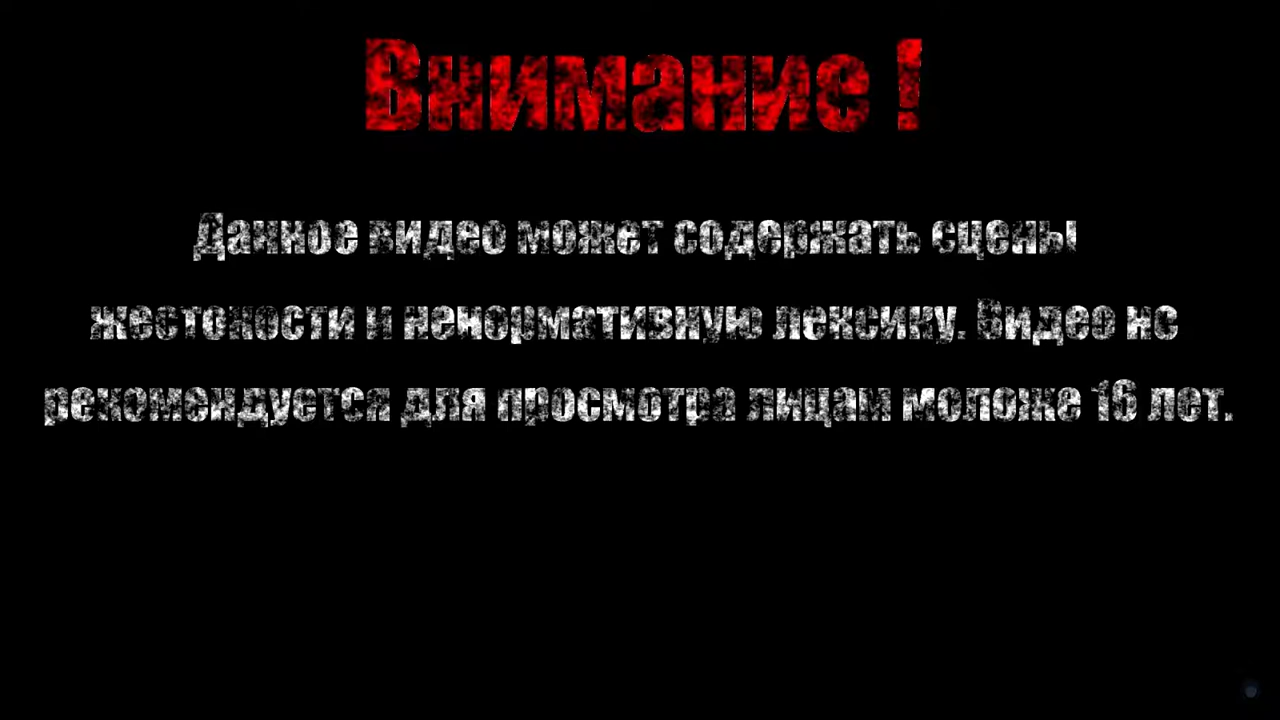 Внимание !
Данное видео может содержать сцены
жестокости и ненормативную лексику. Видео не
рекомендуется для просмотра лицам моложе 16 лет.